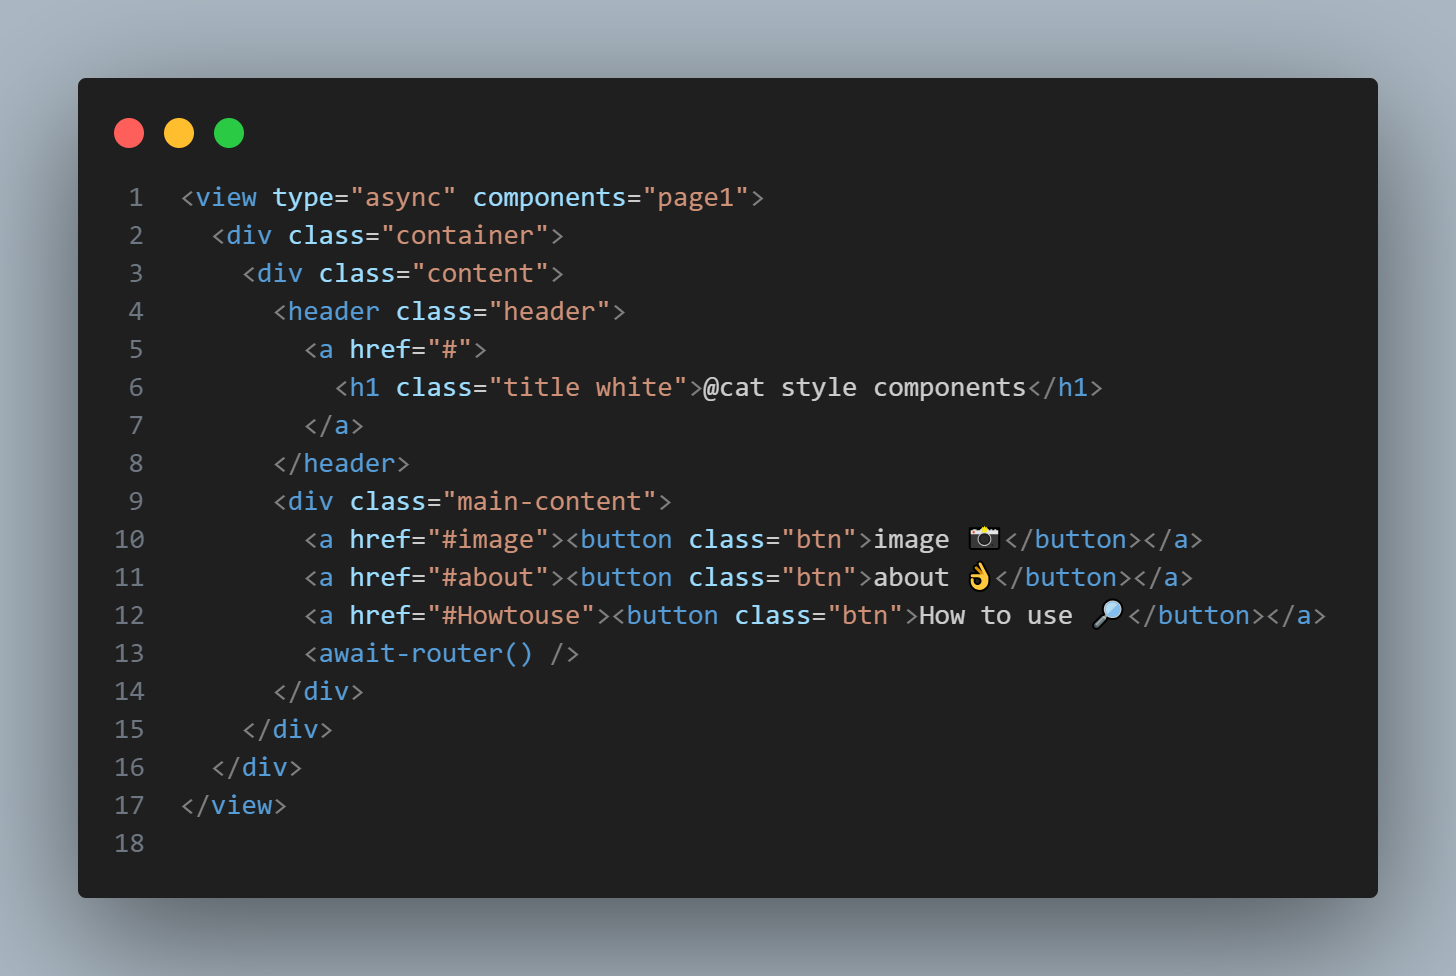 1 <view type="async" components="page1">
2   <div class="container">
3     <div class="content">
4       <header class="header">
5         <a href="#">
6           <h1 class="title white">@cat style components</h1>
7         </a>
8       </header>
9       <div class="main-content">
10         <a href="#image"><button class="btn">image 📸</button></a>
11         <a href="#about"><button class="btn">about 👌</button></a>
12         <a href="#Howtouse"><button class="btn">How to use 🔎</button></a>
13         <await-router() />
14       </div>
15     </div>
16   </div>
17 </view>
18